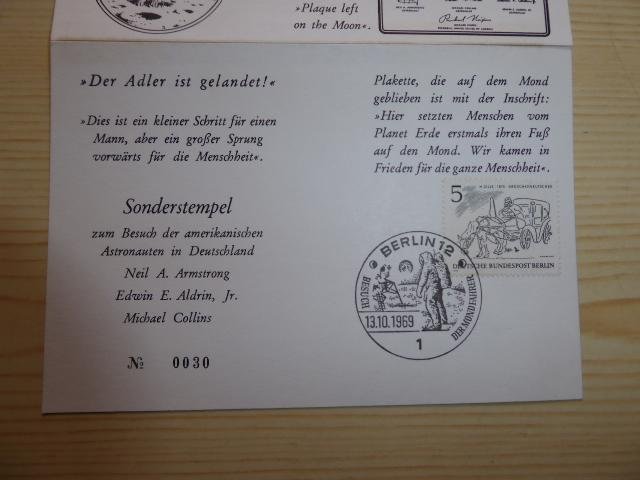 »Plaque left
on the Moon«.
»Der Adler ist gelandet!«
»Dies ist ein kleiner Schritt für einen
Mann, aber ein großer Sprung
vorwärts für die Menschheit«.
Plakette, die auf dem Mond
geblieben ist mit der Inschrift:
»Hier setzten Menschen vom
Planet Erde erstmals ihren Fuß
auf den Mond. Wir kamen in
Frieden für die ganze Menschheit«.
Sonderstempel
zum Besuch der amerikanischen
Astronauten in Deutschland
Neil A. Armstrong
Edwin E. Aldrin, Jr.
Michael Collins
№ 0030
5
DEUTSCHE BUNDESPOST BERLIN
BERLIN 12
BESUCH
DER MONDFAHRER
13.10.1969
1